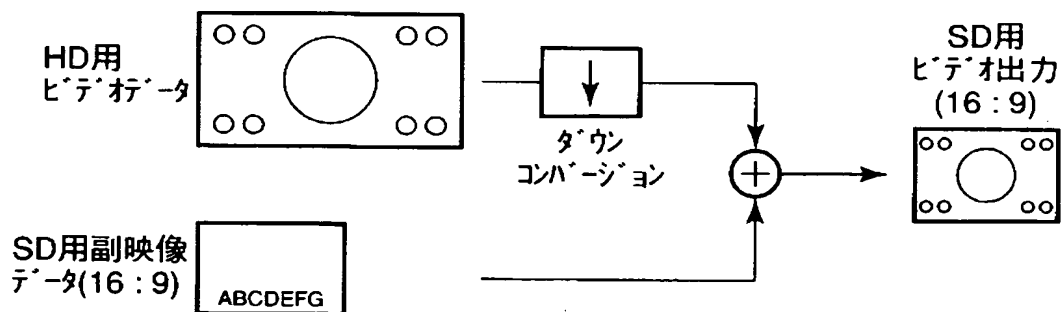 HD用
ビデオデータ
ダウン
コンバージョン
SD用
ビデオ出力
(16：9)
SD用副映像
データ(16：9)
ABCDEFG